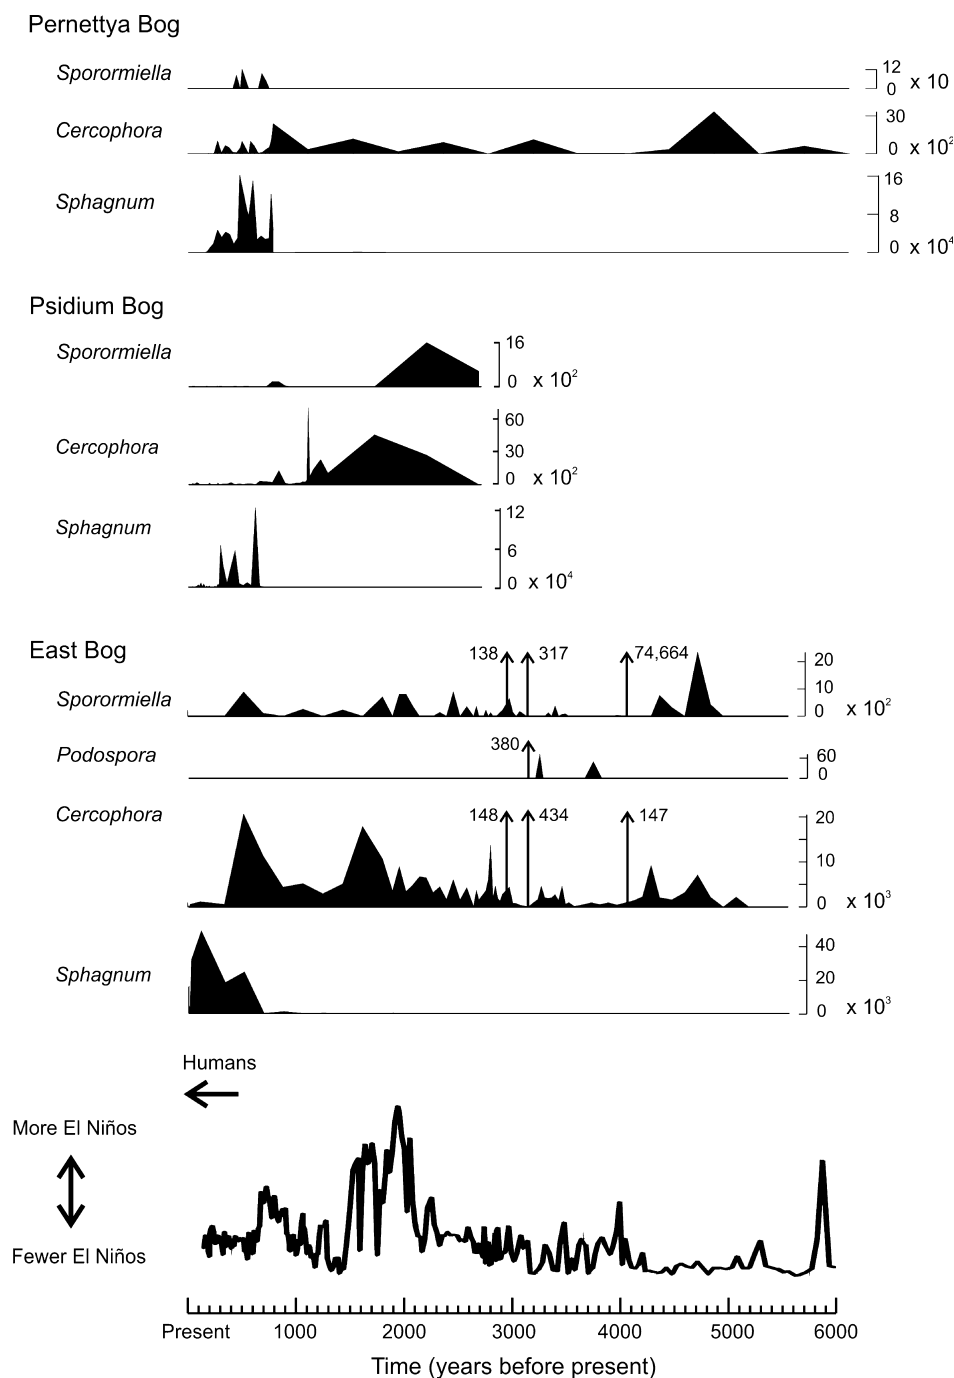 Pernettya Bog
Sporormiella
12
0 x 10
Cercophora
30
0 x 10²
Sphagnum
16
8
0 x 10⁴
Psidium Bog
Sporormiella
16
0 x 10²
Cercophora
60
30
0 x 10²
Sphagnum
12
6
0 x 10⁴
East Bog
138 317 74,664
Sporormiella
20
10
0 x 10²
Podospora
380
60
0
Cercophora
148 434 147
20
10
0 x 10³
Sphagnum
40
20
0 x 10³
Humans
More El Niños
Fewer El Niños
Present 1000 2000 3000 4000 5000 6000
Time (years before present)